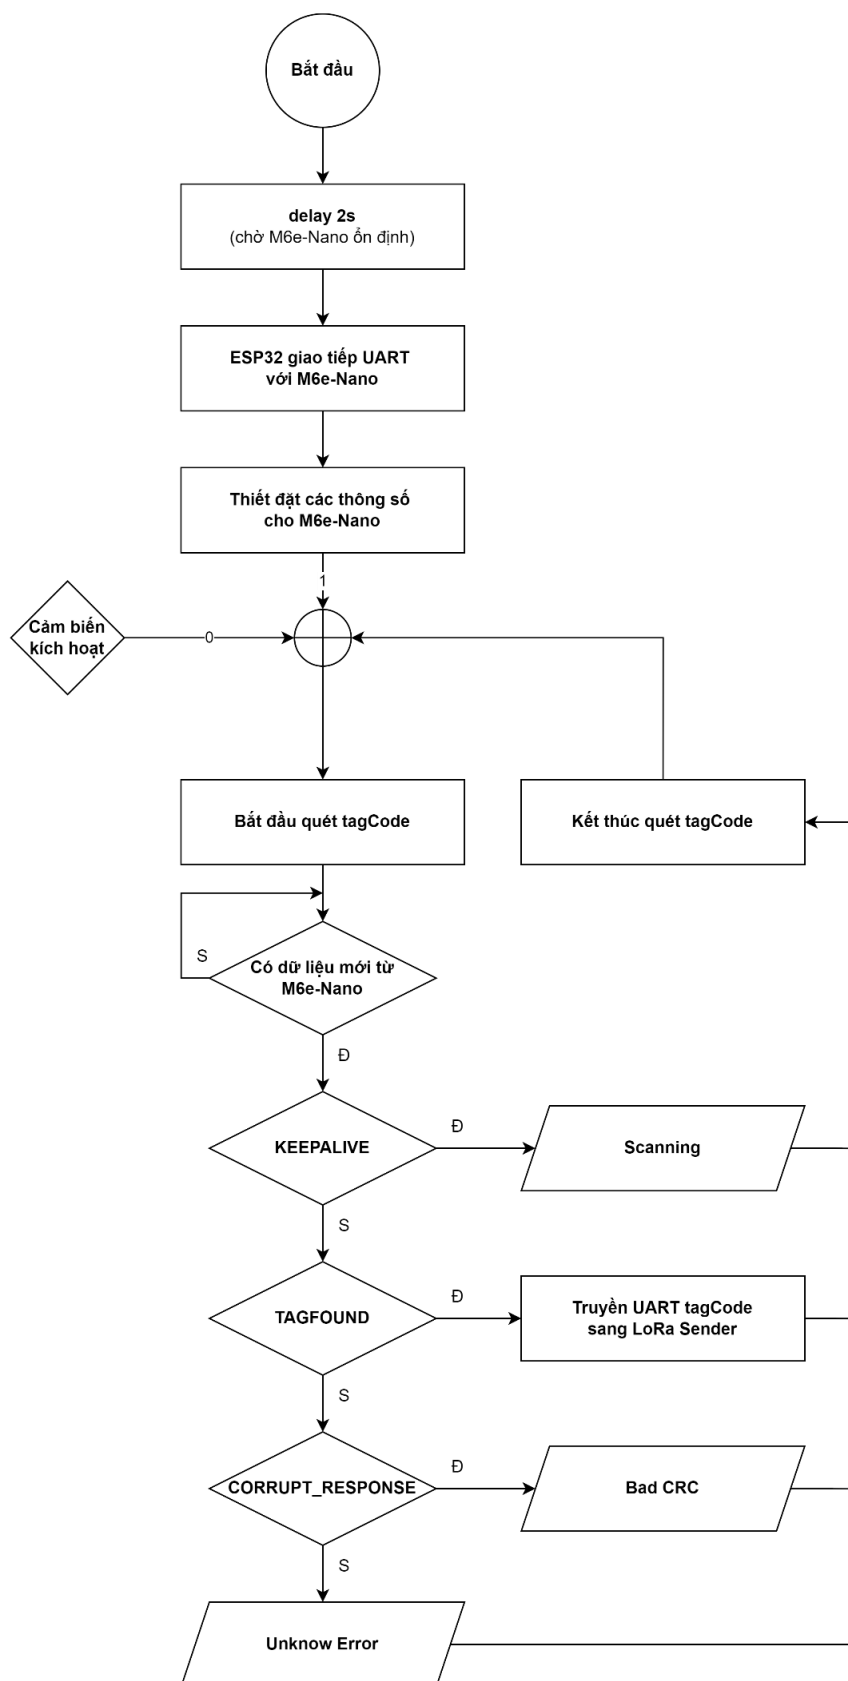 Bắt đầu
delay 2s
(chờ M6e-Nano ổn định)
ESP32 giao tiếp UART
với M6e-Nano
Thiết đặt các thông số
cho M6e-Nano
1
Cảm biến
kích hoạt
0
Bắt đầu quét tagCode
Kết thúc quét tagCode
S
Có dữ liệu mới từ
M6e-Nano
Đ
KEEPALIVE
Đ
Scanning
S
TAGFOUND
Đ
Truyền UART tagCode
sang LoRa Sender
S
CORRUPT_RESPONSE
Đ
Bad CRC
S
Unknow Error